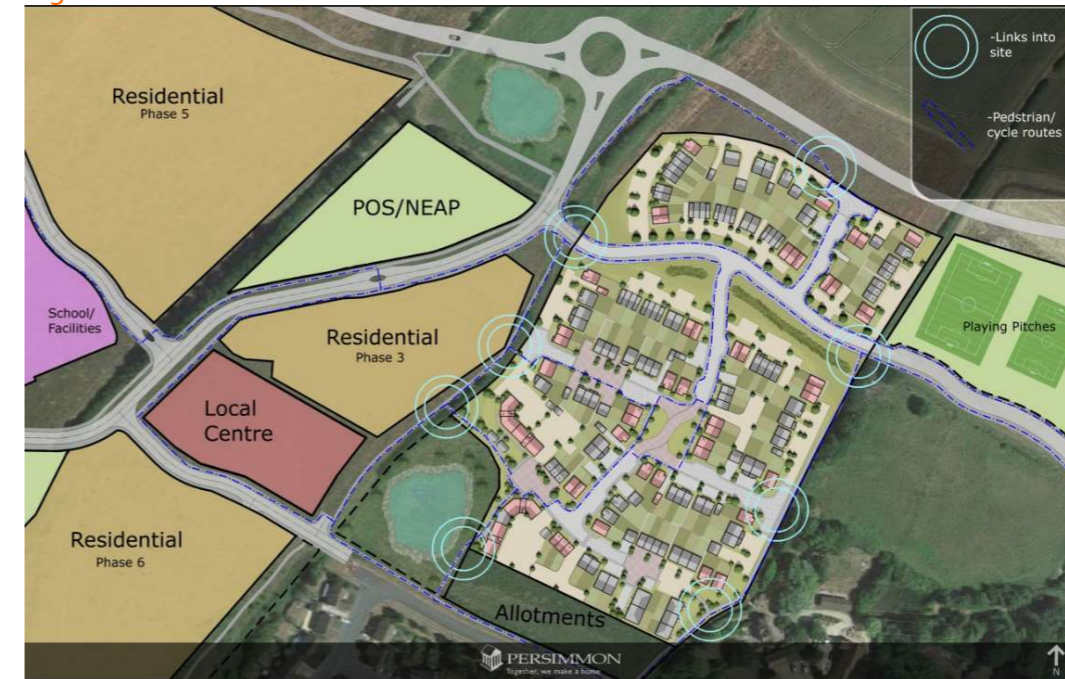 -Links into
site
-Pedstrian/
cycle routes
Residential
Phase 5
POS/NEAP
School/
Facilities
Residential
Phase 3
Playing Pitches
Local
Centre
Residential
Phase 6
Allotments
PERSIMMON
Together, we make a home
N